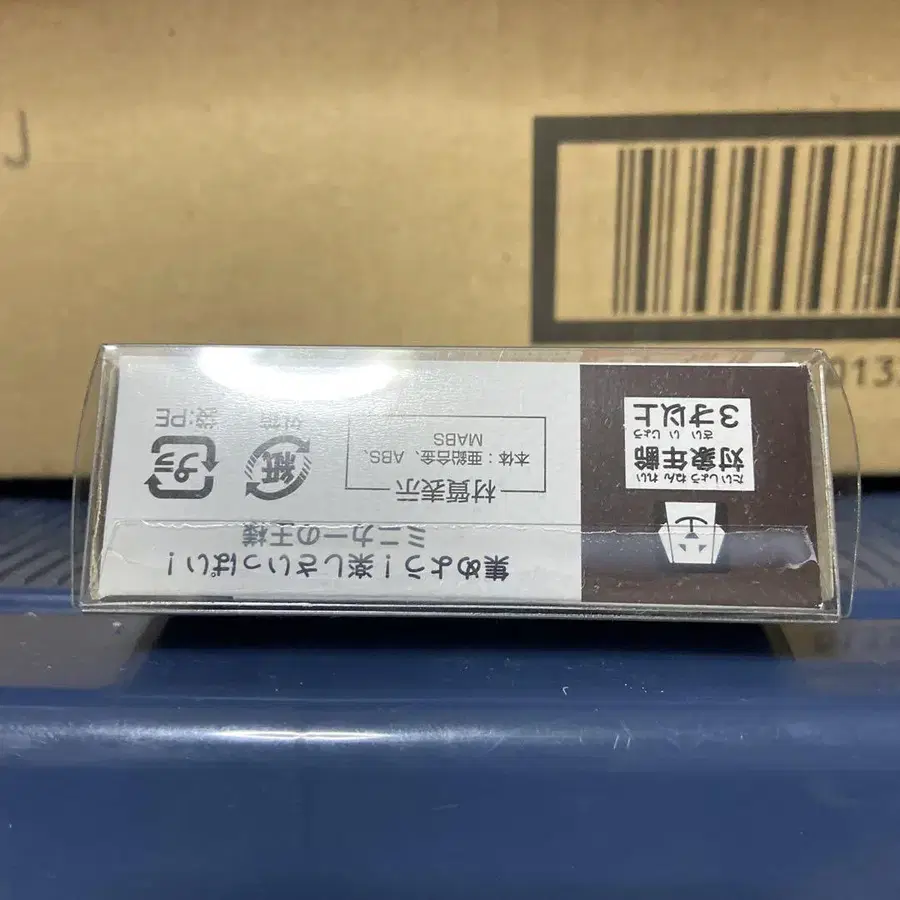 集めよう!楽しさいっぱい!
ミニカーの王様
材質表示
本体:亜鉛合金、ABS、
MABS
紙
外箱
プラ
袋:PE
たいしょうねんれい
対象年齢
さい いじょう
3才以上
J